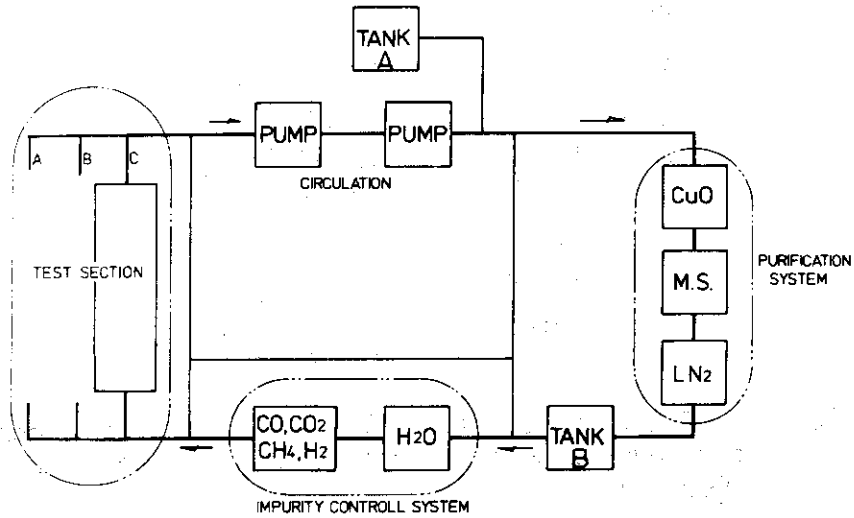 TANK
A
PUMP
PUMP
CIRCULATION
A
B
C
TEST SECTION
CuO
M.S.
LN2
PURIFICATION
SYSTEM
CO,CO2
CH4,H2
H2O
TANK
B
IMPURITY CONTROLL SYSTEM